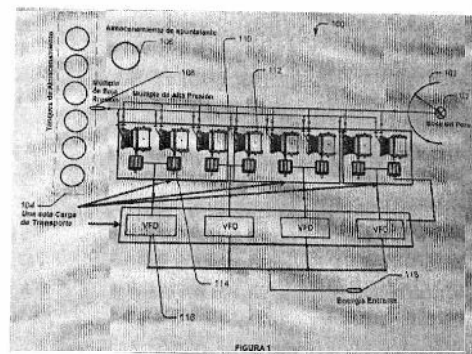 100
Almacenamiento de apuntalante
110
106
112
Tanques de Almacenamiento
108
Múltiple de Baja Presión
Múltiple de Alta Presión
102
Boca del Pozo
104
Una sola Carga de Transporte
VFD
VFD
VFD
VFD
114
115
Energía Entrante
116
FIGURA 1